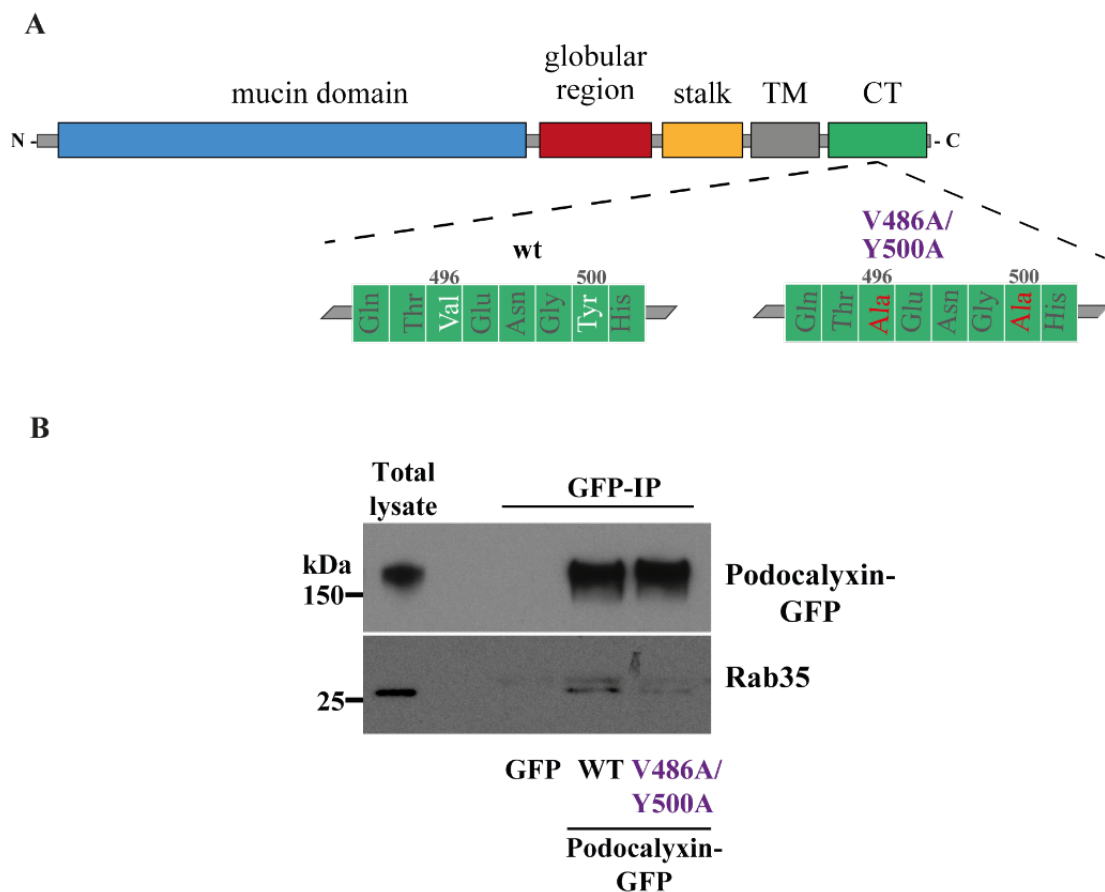 A
mucin domain
globular
region
stalk
TM
CT
N -
- C
wt
V486A/
Y500A
496
500
Gln Thr Val Glu Asn Gly Tyr His
496
500
Gln Thr Ala Glu Asn Gly Ala His
B
Total
lysate
GFP-IP
kDa
150
Podocalyxin-
GFP
25
Rab35
GFP WT V486A/
Y500A
Podocalyxin-
GFP